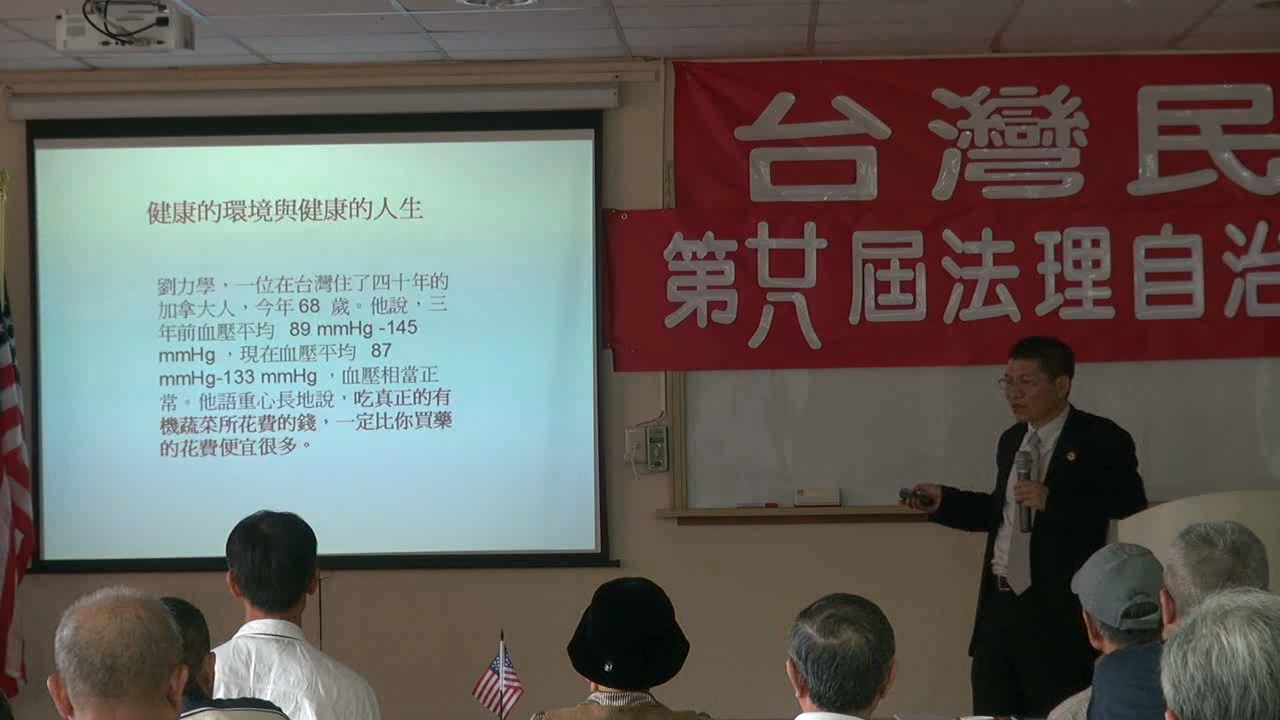 健康的環境與健康的人生
劉力學，一位在台灣住了四十年的
加拿大人，今年 68 歲。他說，三
年前血壓平均 89 mmHg -145
mmHg ，現在血壓平均 87
mmHg-133 mmHg ，血壓相當正
常。他語重心長地說，吃真正的有
機蔬菜所花費的錢，一定比你買藥
的花費便宜很多。
台灣民
第廿八屆法理自治